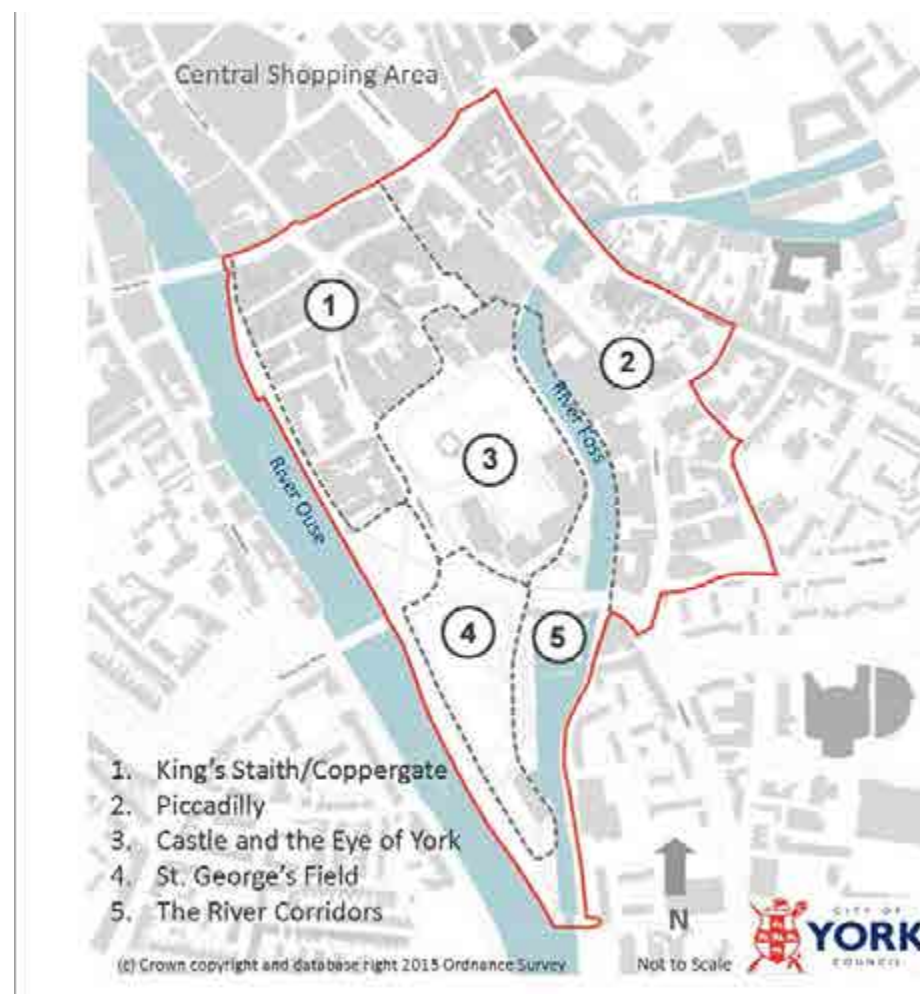 Central Shopping Area
1
2
River Foss
3
River Ouse
4
5
1. King's Staith/Coppergate
2. Piccadilly
3. Castle and the Eye of York
4. St. George's Field
5. The River Corridors
N
(c) Crown copyright and database right 2015 Ordnance Survey
Not to Scale
CITY OF
YORK
COUNCIL